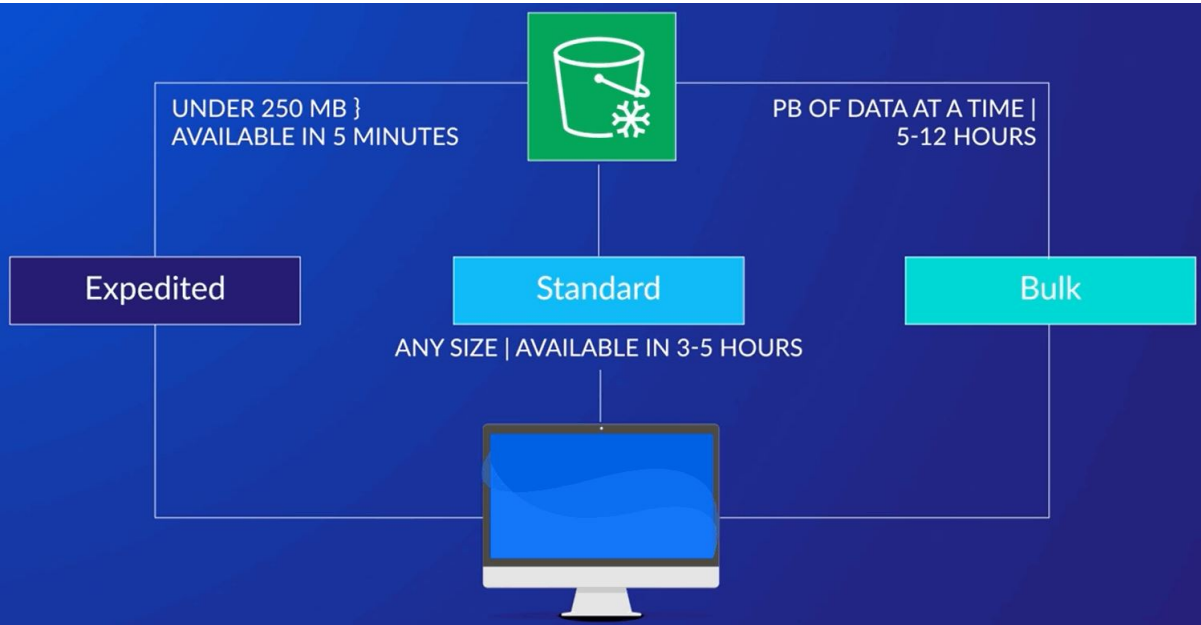 UNDER 250 MB }
AVAILABLE IN 5 MINUTES
PB OF DATA AT A TIME |
5-12 HOURS
Expedited
Standard
Bulk
ANY SIZE | AVAILABLE IN 3-5 HOURS